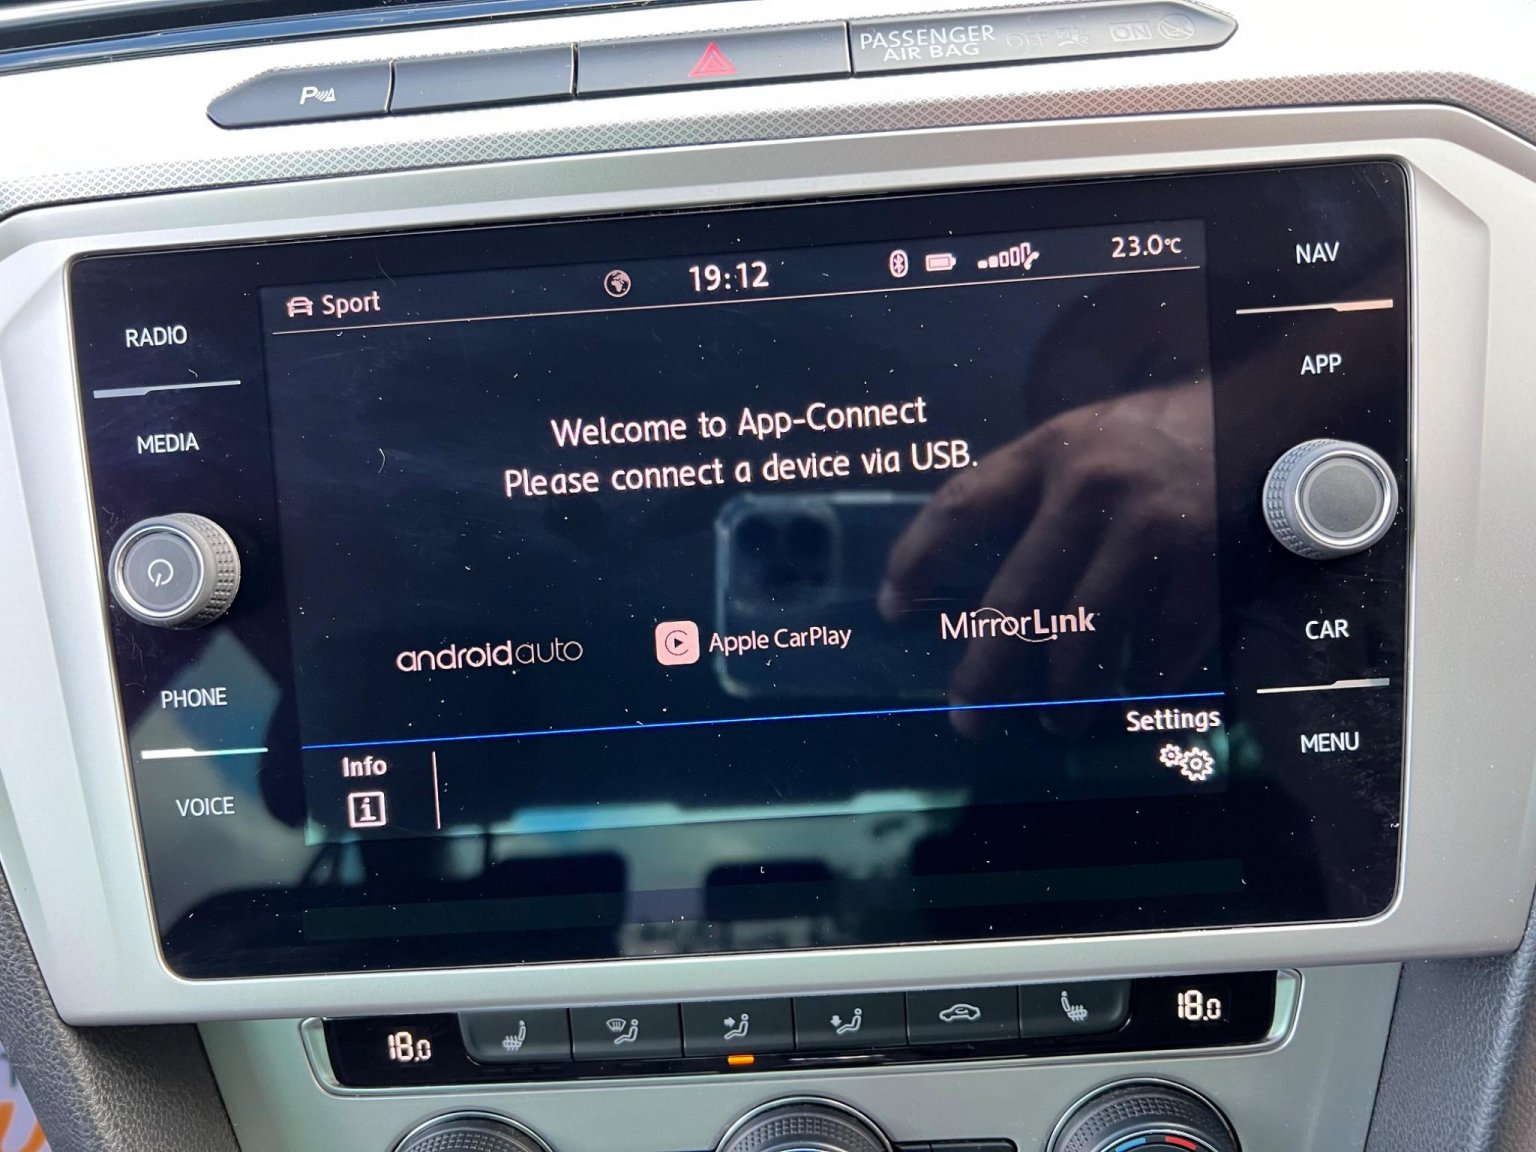 PASSENGER
AIR BAG
OFF
ON
Sport
19:12
23.0°C
RADIO
MEDIA
PHONE
VOICE
NAV
APP
CAR
MENU
Welcome to App-Connect
Please connect a device via USB.
androidauto
Apple CarPlay
MirrorLink
Info
i
Settings
18.0
18.0